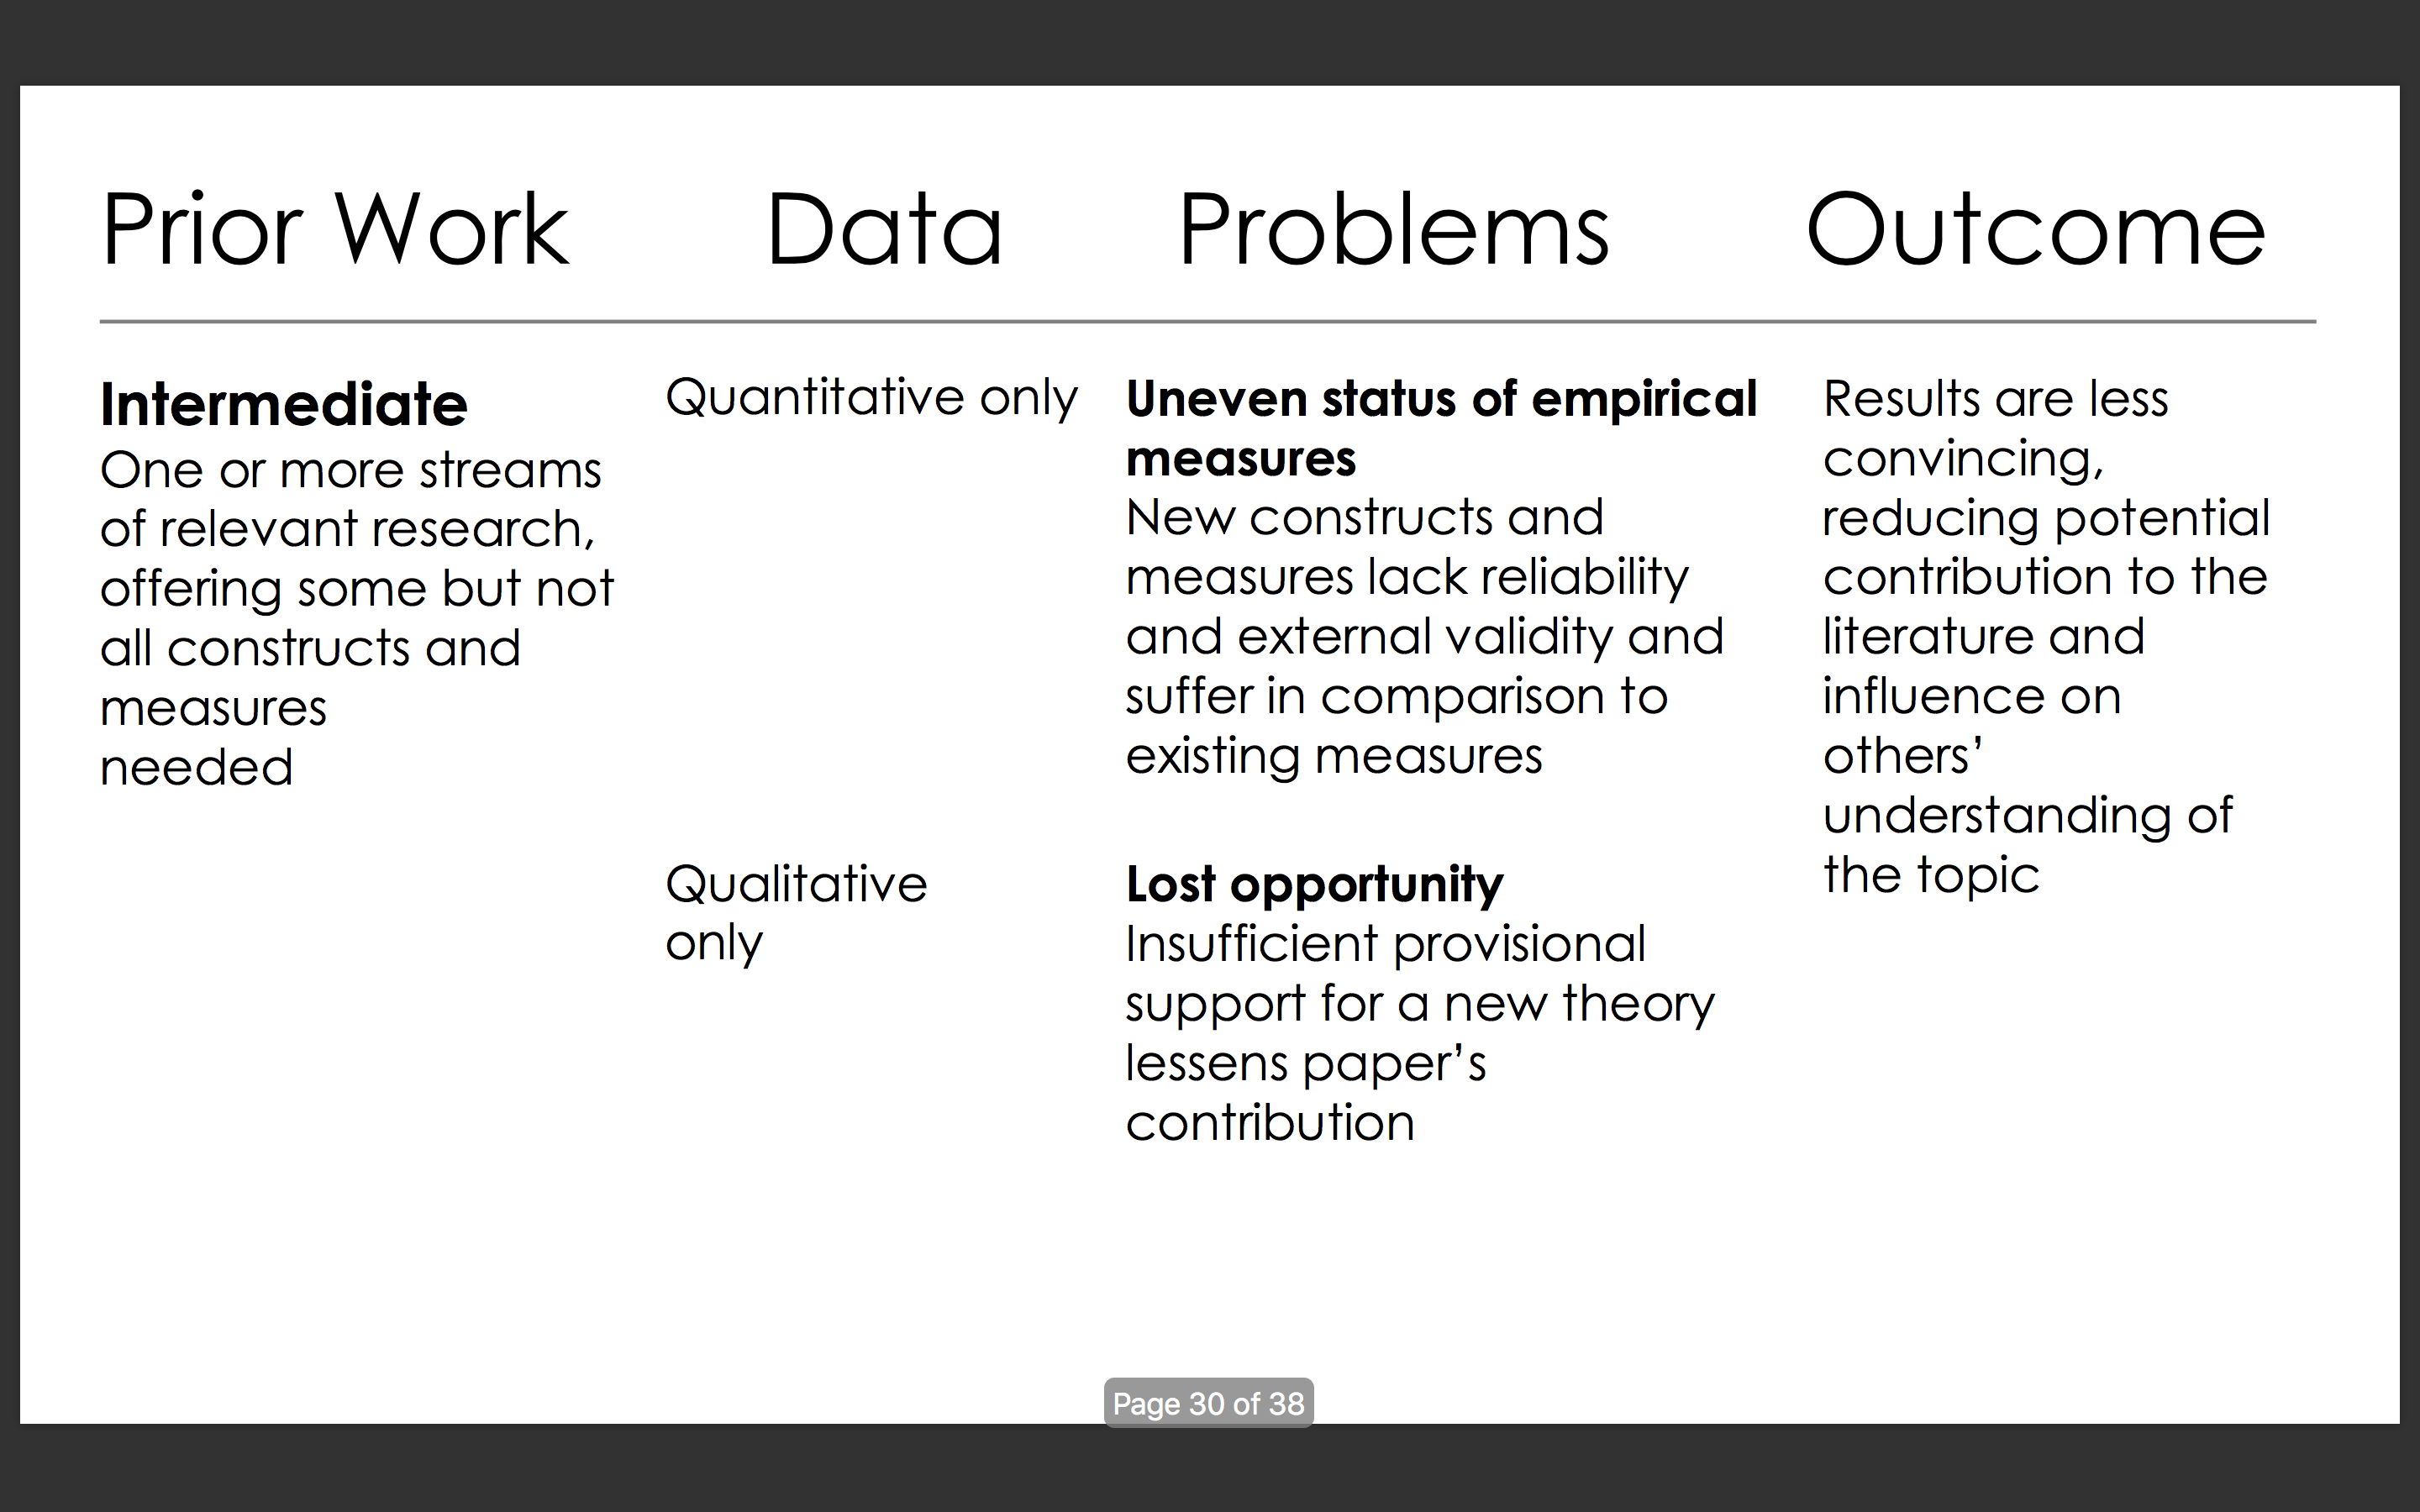 Prior Work Data Problems Outcome
Intermediate
One or more streams
of relevant research,
offering some but not
all constructs and
measures
needed
Quantitative only
Uneven status of empirical
measures
New constructs and
measures lack reliability
and external validity and
suffer in comparison to
existing measures
Results are less
convincing,
reducing potential
contribution to the
literature and
influence on
others’
understanding of
the topic
Qualitative
only
Lost opportunity
Insufficient provisional
support for a new theory
lessens paper’s
contribution
Page 30 of 38